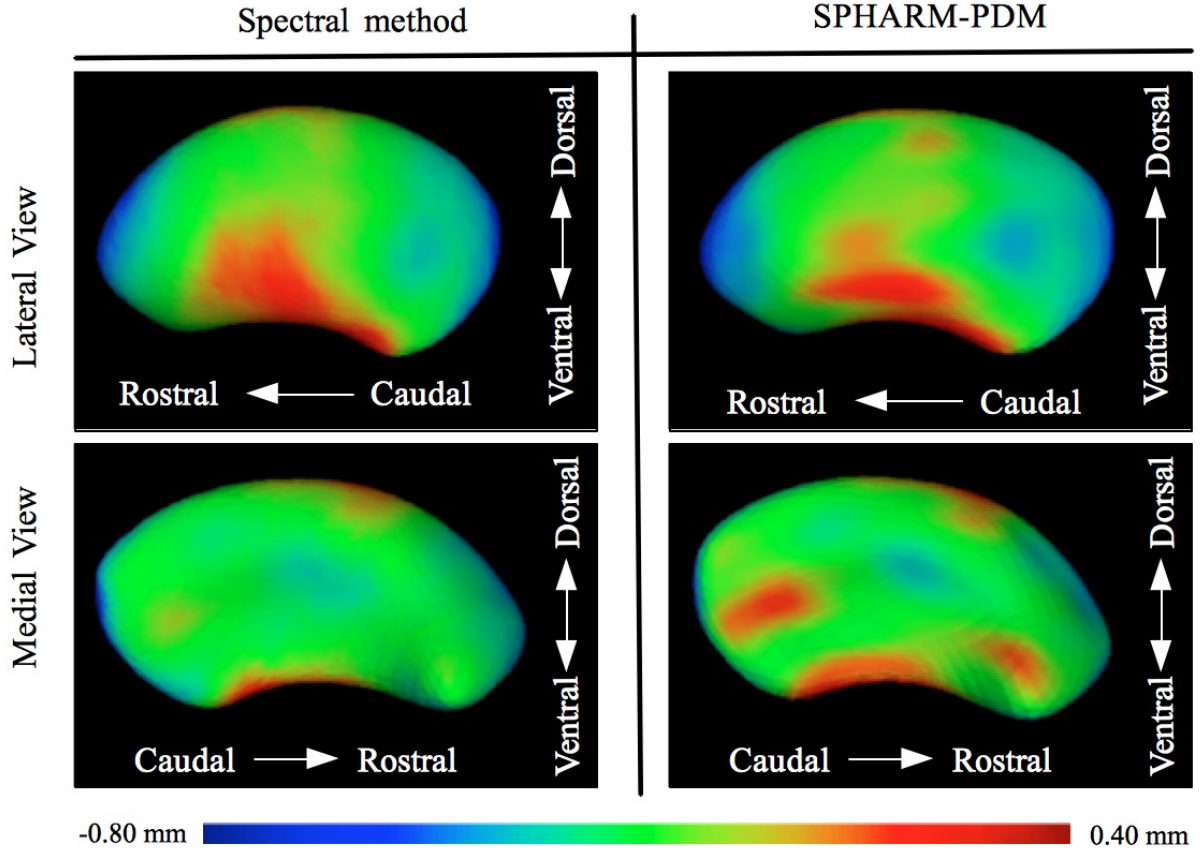 Spectral method
SPHARM-PDM
Lateral View
Dorsal
Ventral
Rostral
Caudal
Dorsal
Ventral
Rostral
Caudal
Medial View
Dorsal
Ventral
Caudal
Rostral
Dorsal
Ventral
Caudal
Rostral
-0.80 mm
0.40 mm